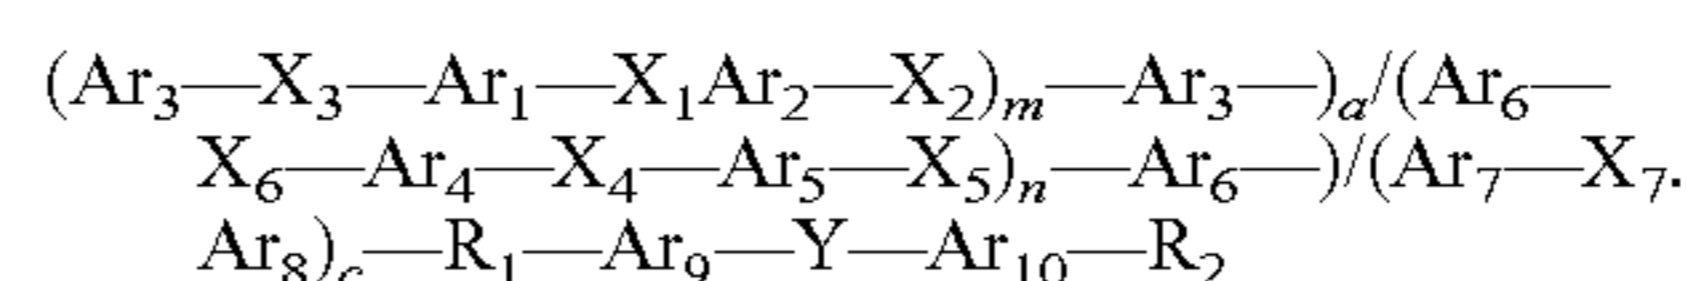 (Ar₃—X₃—Ar₁—X₁Ar₂—X₂)ₘ—Ar₃—)ₐ/(Ar₆—
X₆—Ar₄—X₄—Ar₅—X₅)ₙ—Ar₆—)/(Ar₇—X₇.
Ar₈)꜀—R₁—Ar₉—Y—Ar₁₀—R₂